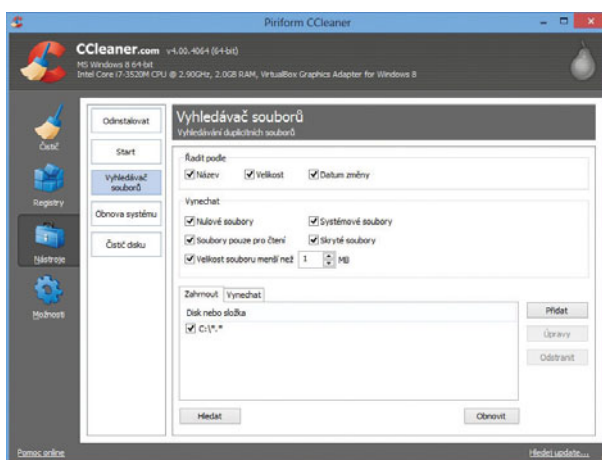 Piriform CCleaner
CCleaner.com v4.00.4064 (64-bit)
MS Windows 8 64-bit
Intel Core i7-3520M CPU @ 2.90GHz, 2.0GB RAM, VirtualBox Graphics Adapter for Windows 8
Čistič
Registry
Nástroje
Možnosti
Odinstalovat
Start
Vyhledávač
souborů
Obnova systému
Čistič disku
Vyhledávač souborů
Vyhledávání duplicitních souborů
Řadit podle
Název Velikost Datum změny
Vynechat
Nulové soubory Systémové soubory
Soubory pouze pro čtení Skryté soubory
Velikost souboru menší než 1 MB
Zahrnout Vynechat
Disk nebo složka
C:\*.*
Přidat
Úpravy
Odstranit
Hledat Obnovit
Pomoc online Hledej update...